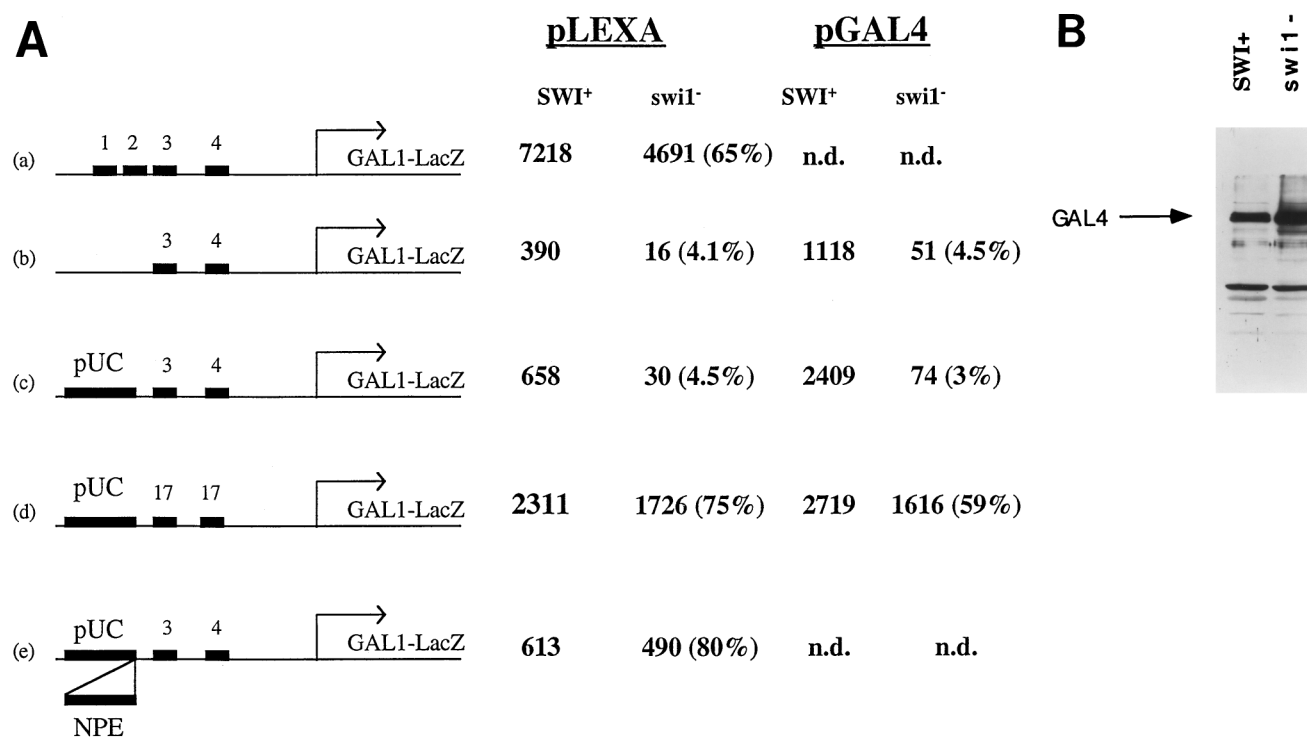 A
pLEXA pGAL4
SWI+ swi1- SWI+ swi1-
(a) 1 2 3 4 GAL1-LacZ 7218 4691 (65%) n.d. n.d.
(b) 3 4 GAL1-LacZ 390 16 (4.1%) 1118 51 (4.5%)
(c) pUC 3 4 GAL1-LacZ 658 30 (4.5%) 2409 74 (3%)
(d) pUC 17 17 GAL1-LacZ 2311 1726 (75%) 2719 1616 (59%)
(e) pUC 3 4 GAL1-LacZ 613 490 (80%) n.d. n.d.
NPE
B
SWI+ swi1-
GAL4